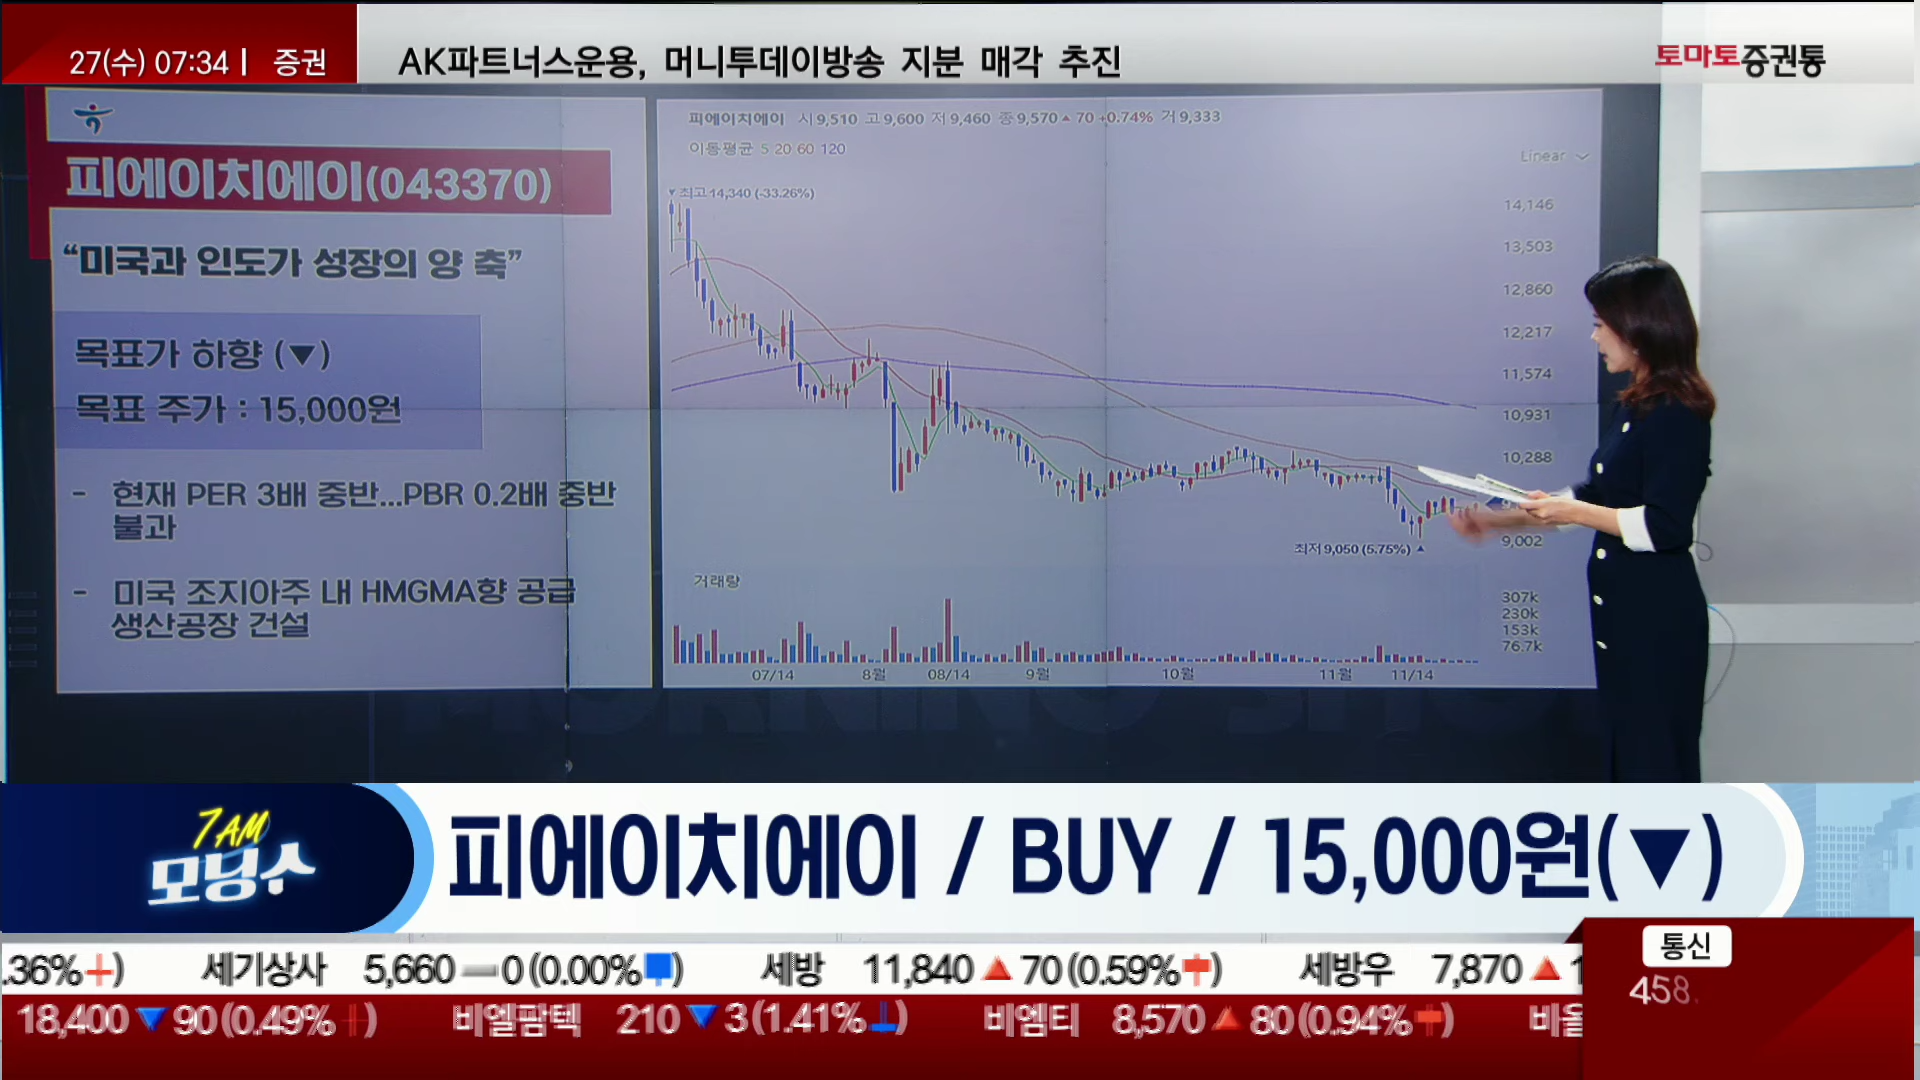 27(수) 07:34 | 증권
AK파트너스운용, 머니투데이방송 지분 매각 추진
토마토증권통
피에이치에이(043370)
“미국과 인도가 성장의 양 축”
목표가 하향 (▼)
목표 주가 : 15,000원
- 현재 PER 3배 중반...PBR 0.2배 중반
불과
- 미국 조지아주 내 HMGMA향 공급
생산공장 건설
피에이치에이 시9,510 고9,600 저9,460 종9,570▲70 +0.74% 거9,333
이동평균 5 20 60 120
Linear
▼최고 14,340 (-33.26%)
14,146
13,503
12,860
12,217
11,574
10,931
10,288
9,002
최저 9,050 (5.75%) ▲
거래량
307k
230k
153k
76.7k
07/14 8월 08/14 9월 10월 11월 11/14
MORNING
7AM
모닝쇼
피에이치에이 / BUY / 15,000원(▼)
.36% ) 세기상사 5,660 0(0.00% ) 세방 11,840▲70(0.59% ) 세방우 7,870▲1
통신
458.
18,400▼90(0.49% ) 비엘팜텍 210▼3(1.41% ) 비엠티 8,570▲80(0.94% ) 비올